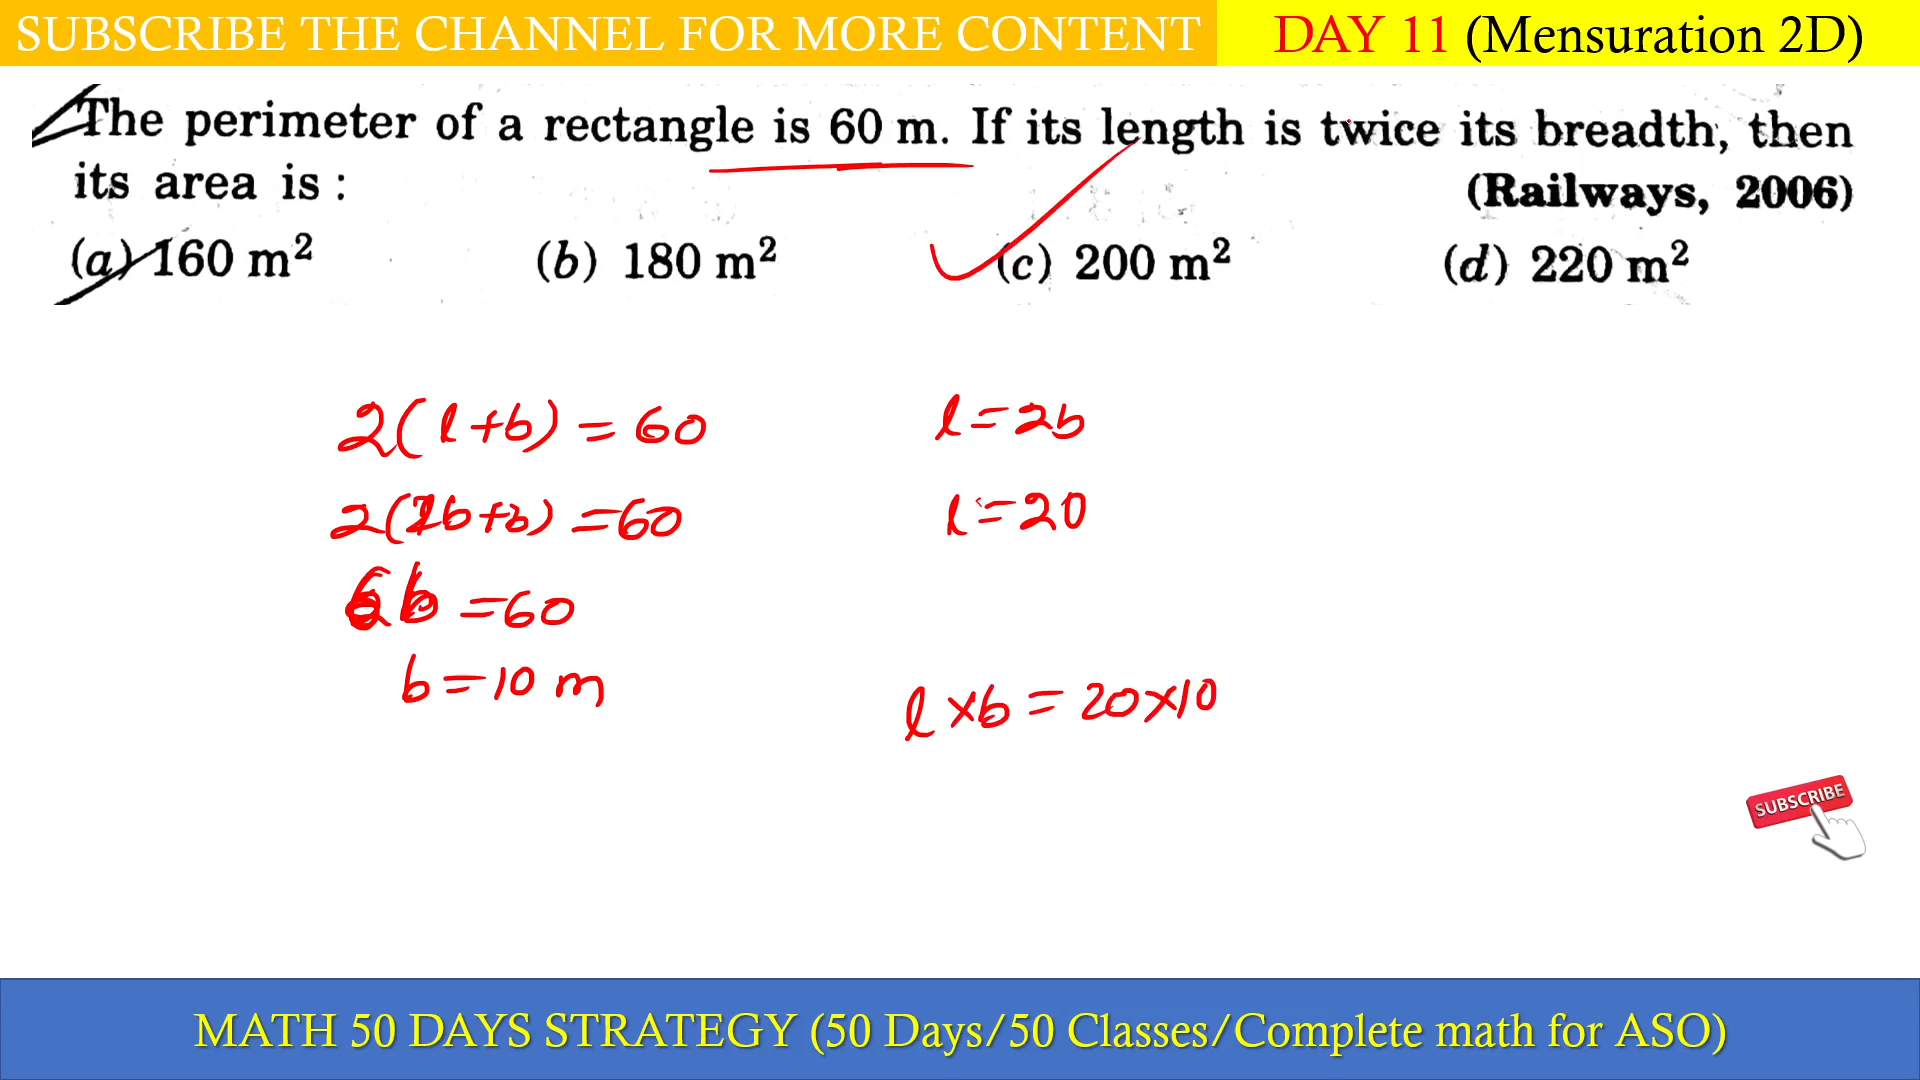 SUBSCRIBE THE CHANNEL FOR MORE CONTENT
DAY 11 (Mensuration 2D)
The perimeter of a rectangle is 60 m. If its length is twice its breadth, then
its area is :
(Railways, 2006)
(a) 160 m² (b) 180 m² (c) 200 m² (d) 220 m²
2(l+b) = 60
l = 2b
2(2b+b) = 60
l = 20
6b = 60
b = 10 m
l × b = 20×10
SUBSCRIBE
MATH 50 DAYS STRATEGY (50 Days/50 Classes/Complete math for ASO)